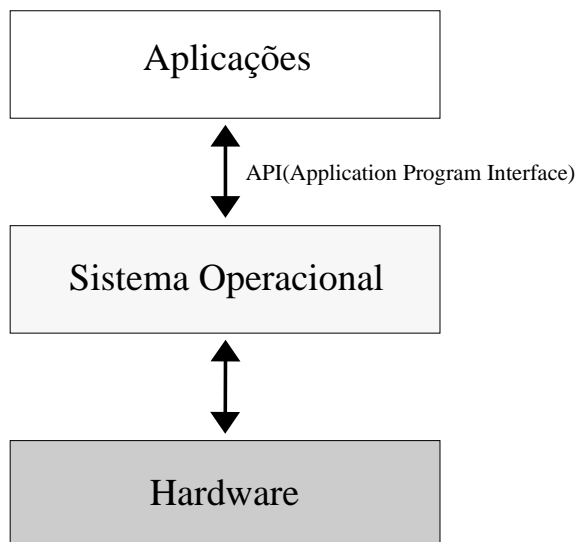 Aplicações
API(Application Program Interface)
Sistema Operacional
Hardware